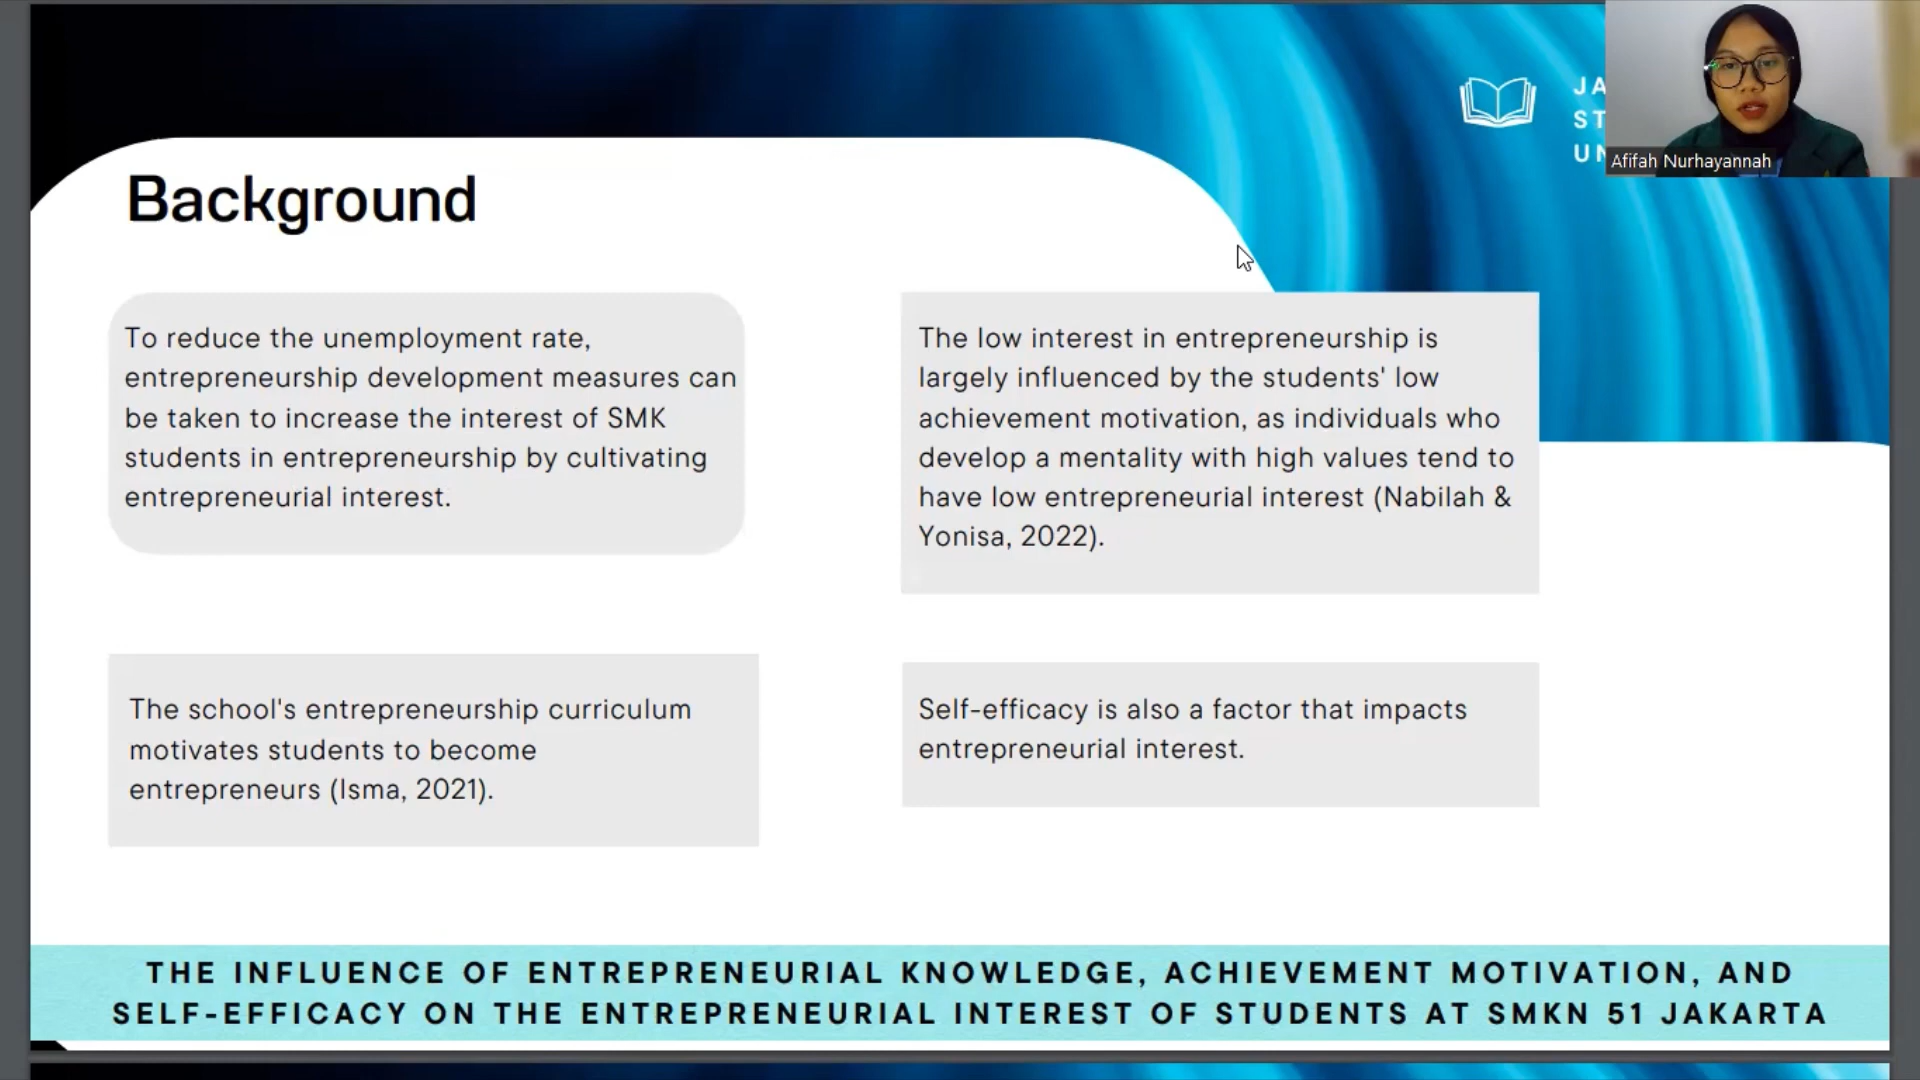 JA
ST
UN
Afifah Nurhayannah
Background
To reduce the unemployment rate,
entrepreneurship development measures can
be taken to increase the interest of SMK
students in entrepreneurship by cultivating
entrepreneurial interest.
The low interest in entrepreneurship is
largely influenced by the students' low
achievement motivation, as individuals who
develop a mentality with high values tend to
have low entrepreneurial interest (Nabilah &
Yonisa, 2022).
The school's entrepreneurship curriculum
motivates students to become
entrepreneurs (Isma, 2021).
Self-efficacy is also a factor that impacts
entrepreneurial interest.
THE INFLUENCE OF ENTREPRENEURIAL KNOWLEDGE, ACHIEVEMENT MOTIVATION, AND
SELF-EFFICACY ON THE ENTREPRENEURIAL INTEREST OF STUDENTS AT SMKN 51 JAKARTA